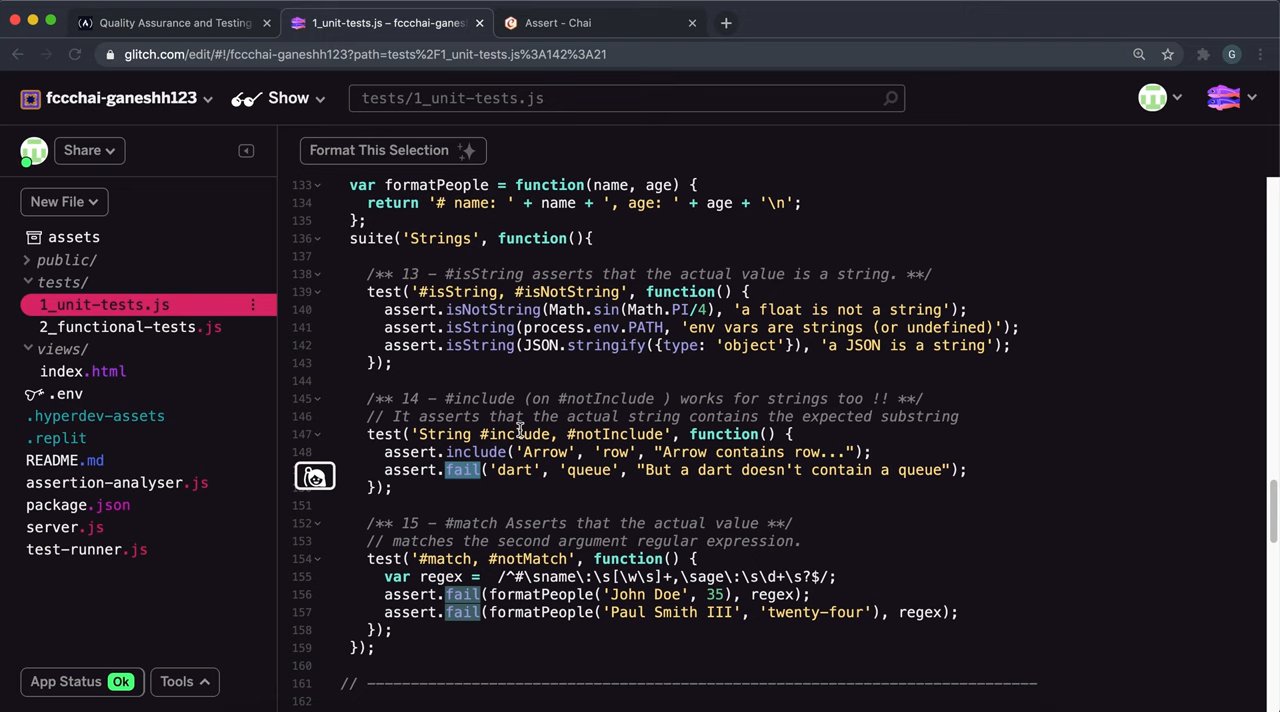 Quality Assurance and Testing
1_unit-tests.js – fccchai-ganesh
Assert - Chai
glitch.com/edit/#!/fccchai-ganeshh123?path=tests%2F1_unit-tests.js%3A142%3A21
G
fccchai-ganeshh123
Show
tests/1_unit-tests.js
Share
Format This Selection
New File
assets
public/
tests/
1_unit-tests.js
2_functional-tests.js
views/
index.html
.env
.hyperdev-assets
.replit
README.md
assertion-analyser.js
package.json
server.js
test-runner.js
App Status Ok
Tools
133 var formatPeople = function(name, age) {
134 return '# name: ' + name + ', age: ' + age + '\n';
135 };
136 suite('Strings', function(){
137
138 /** 13 - #isString asserts that the actual value is a string. **/
139 test('#isString, #isNotString', function() {
140 assert.isNotString(Math.sin(Math.PI/4), 'a float is not a string');
141 assert.isString(process.env.PATH, 'env vars are strings (or undefined)');
142 assert.isString(JSON.stringify({type: 'object'}), 'a JSON is a string');
143 });
144
145 /** 14 - #include (on #notInclude ) works for strings too !! **/
146 // It asserts that the actual string contains the expected substring
147 test('String #include, #notInclude', function() {
148 assert.include('Arrow', 'row', "Arrow contains row...");
assert.fail('dart', 'queue', "But a dart doesn't contain a queue");
});
151
152 /** 15 - #match Asserts that the actual value **/
153 // matches the second argument regular expression.
154 test('#match, #notMatch', function() {
155 var regex =  /^#\sname\:\s[\w\s]+,\sage\:\s\d+\s?$/;
156 assert.fail(formatPeople('John Doe', 35), regex);
157 assert.fail(formatPeople('Paul Smith III', 'twenty-four'), regex);
158 });
159 });
160
161 // -----------------------------------------------------------------------------
162